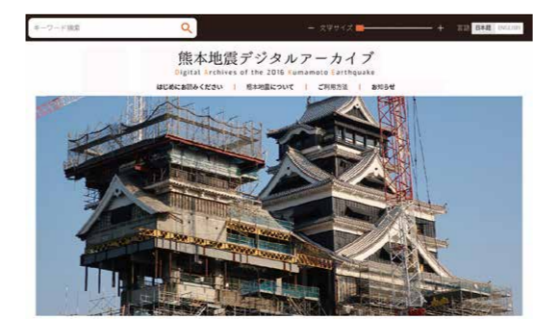 キーワード検索
− 文字サイズ + 言語 日本語 ENGLISH
熊本地震デジタルアーカイブ
Digital Archives of the 2016 Kumamoto Earthquake
はじめにお読みください | 熊本地震について | ご利用方法 | お知らせ